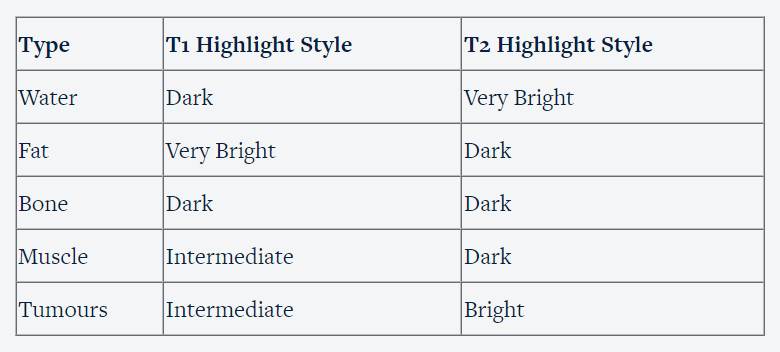 Type T1 Highlight Style T2 Highlight Style
Water Dark Very Bright
Fat Very Bright Dark
Bone Dark Dark
Muscle Intermediate Dark
Tumours Intermediate Bright